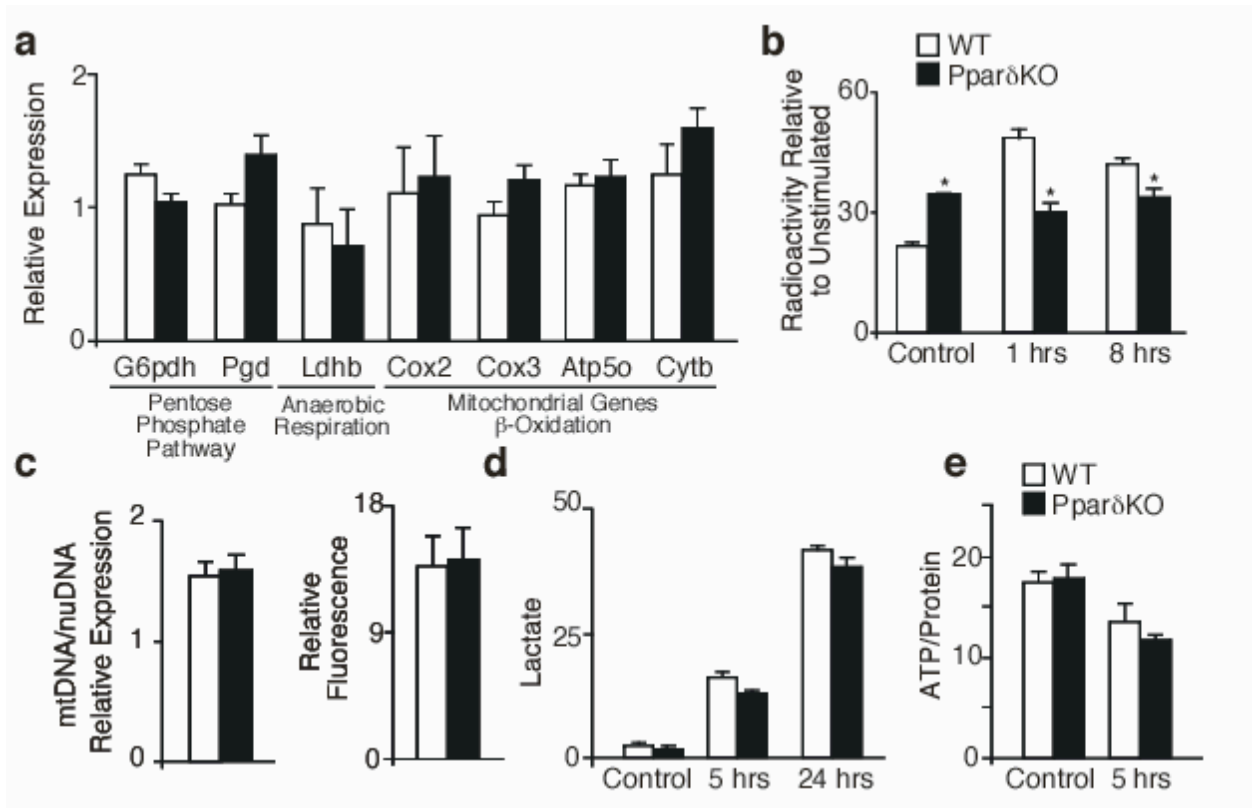 a
2
1
0
Relative Expression
G6pdh Pgd Ldhb Cox2 Cox3 Atp5o Cytb
Pentose
Phosphate
Pathway
Anaerobic
Respiration
Mitochondrial Genes
β-Oxidation
b
WT
PparδKO
60
30
0
Radioactivity Relative
to Unstimulated
*
*
*
Control 1 hrs 8 hrs
c
2
1
0
mtDNA/nuDNA
Relative Expression
18
9
0
Relative
Fluorescence
d
50
25
0
Lactate
Control 5 hrs 24 hrs
e
WT
PparδKO
20
10
0
ATP/Protein
Control 5 hrs